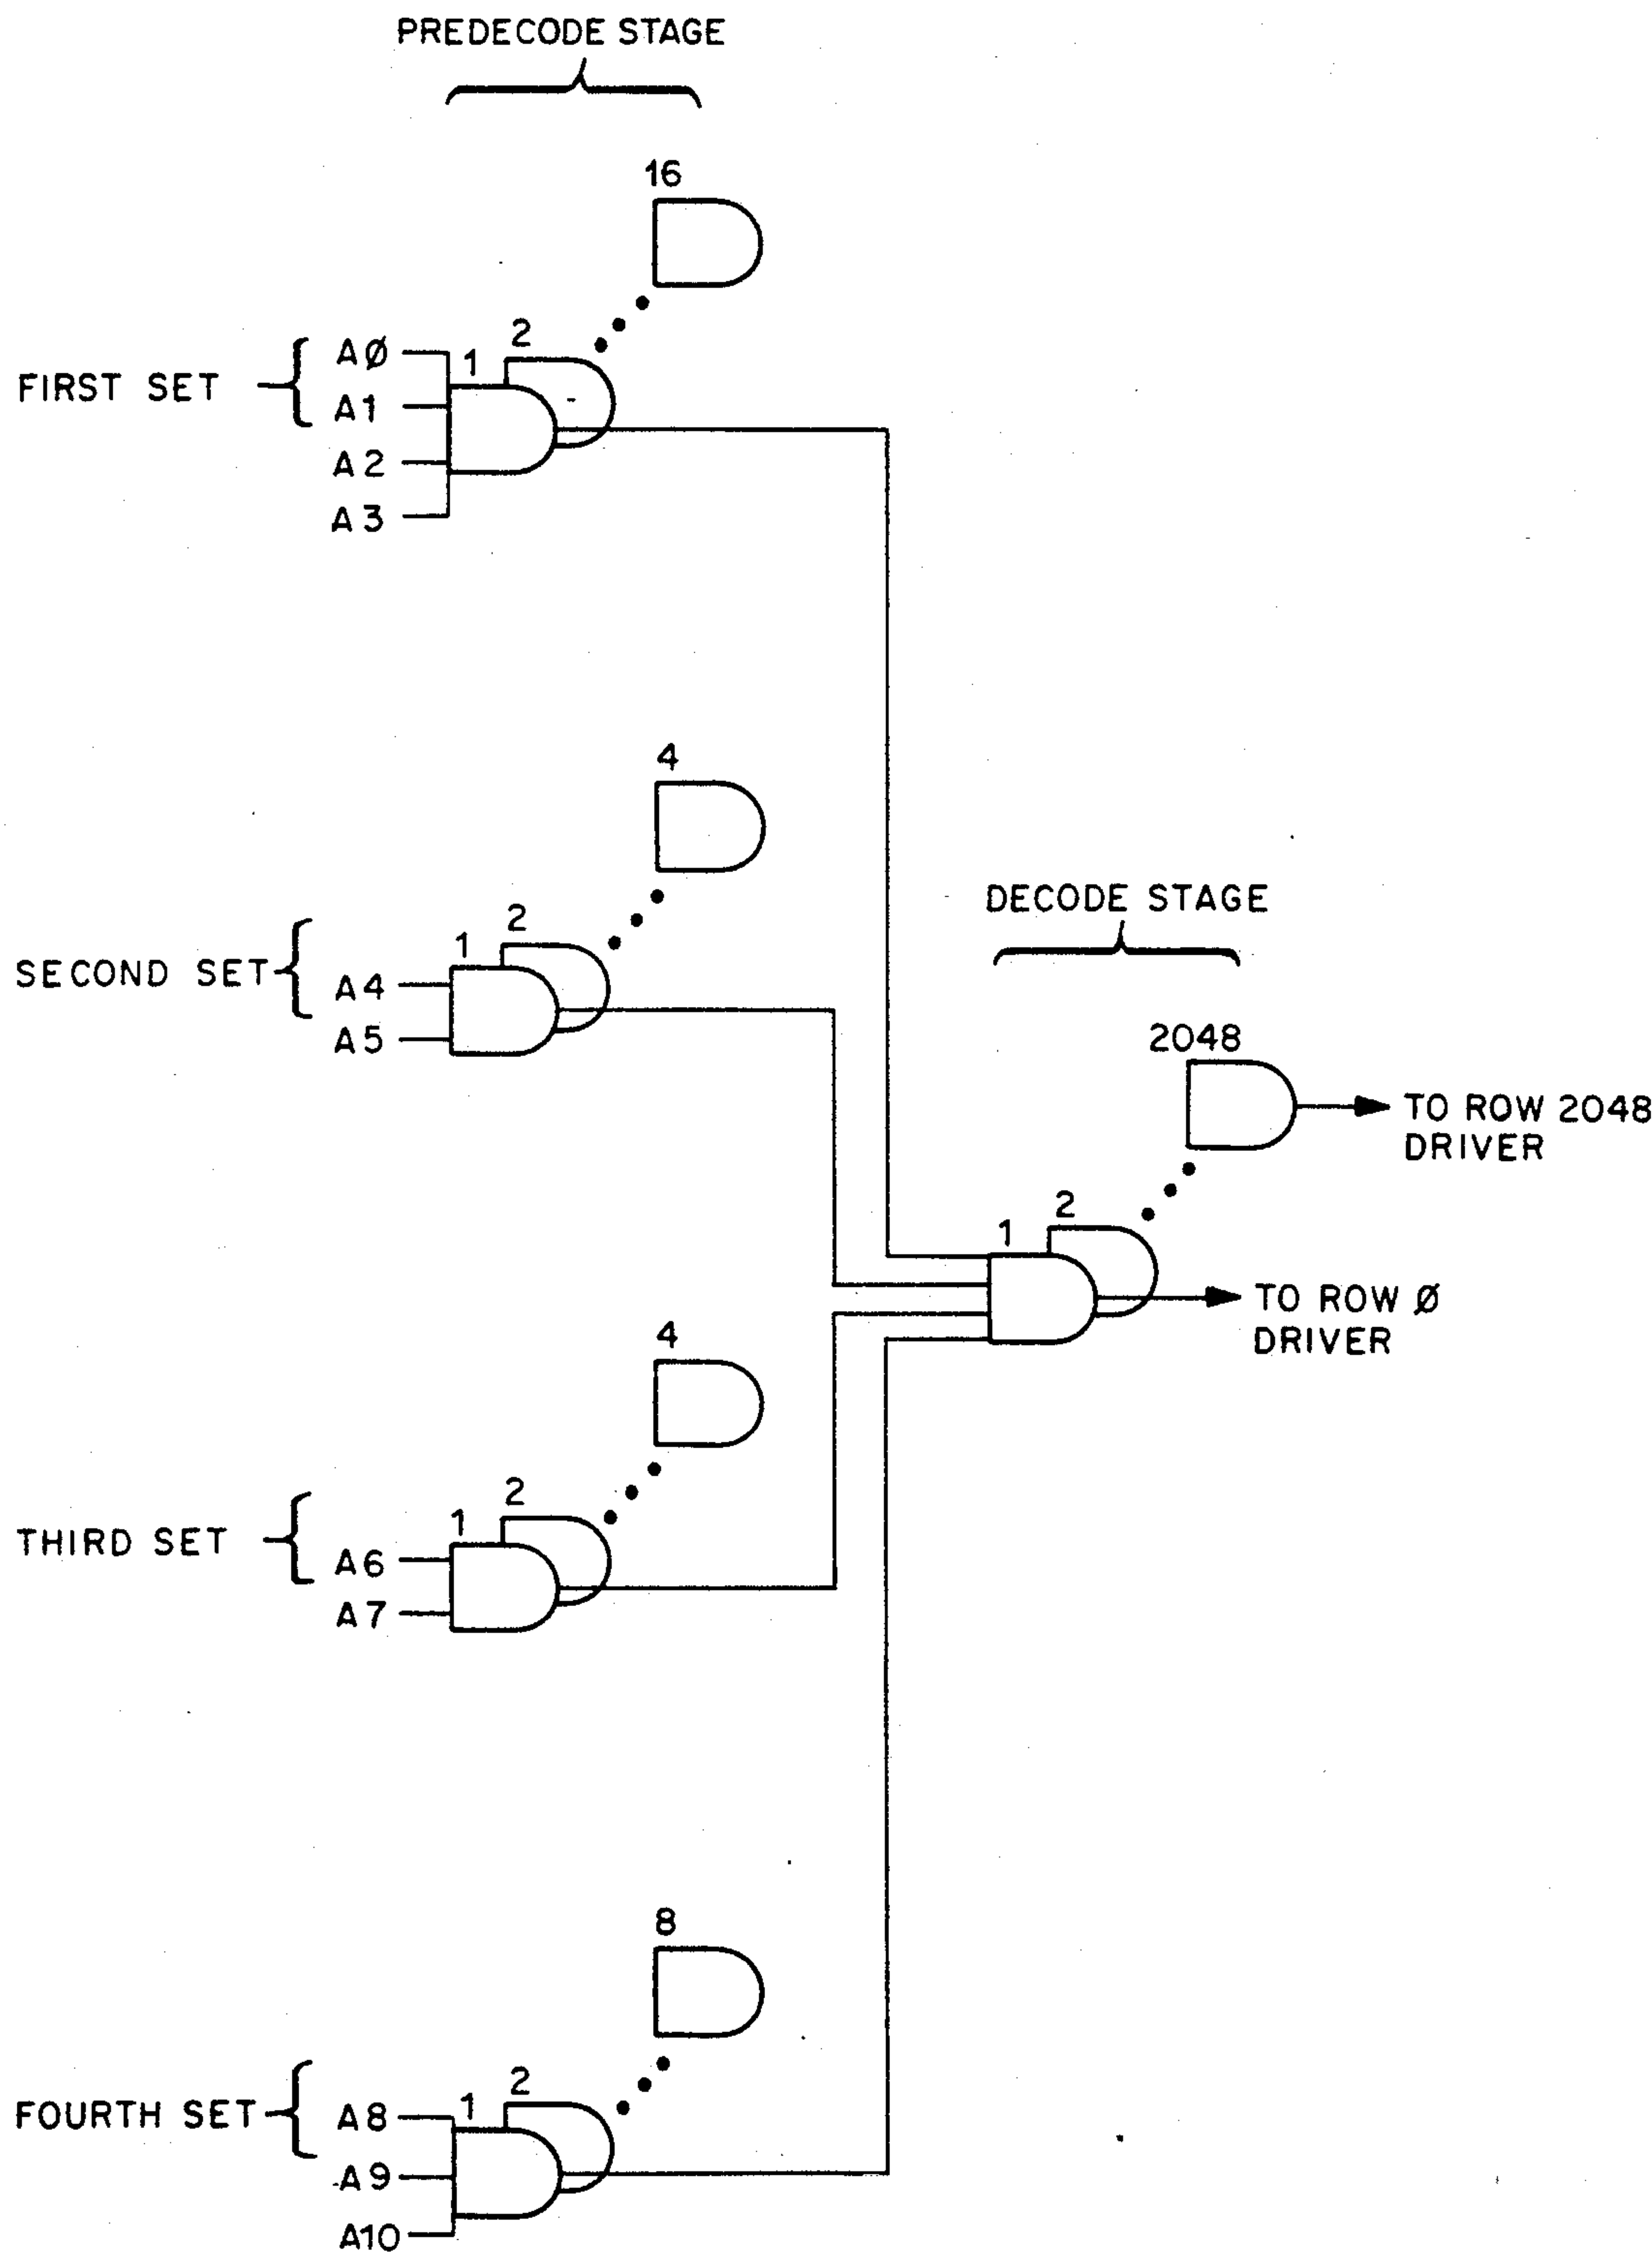 PREDECODE STAGE
16
2
1
FIRST SET
AØ
A1
A2
A3
4
2
1
SECOND SET
A4
A5
DECODE STAGE
2048
TO ROW 2048
DRIVER
2
1
TO ROW Ø
DRIVER
4
2
1
THIRD SET
A6
A7
8
2
1
FOURTH SET
A8
A9
A10